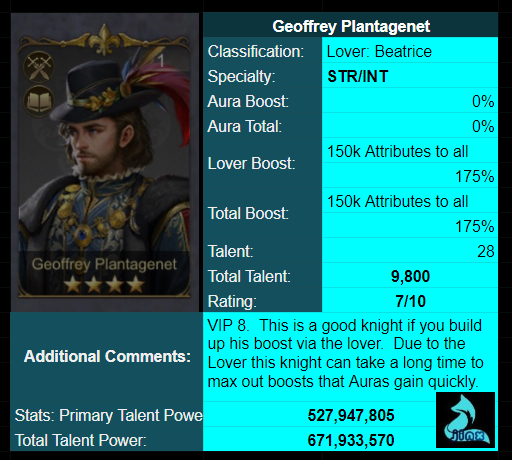 Geoffrey Plantagenet
Classification: Lover: Beatrice
Specialty: STR/INT
Aura Boost: 0%
Aura Total: 0%
Lover Boost: 150k Attributes to all
175%
Total Boost: 150k Attributes to all
175%
Talent: 28
Total Talent: 9,800
Rating: 7/10
1
Geoffrey Plantagenet
Additional Comments:
VIP 8. This is a good knight if you build
up his boost via the lover. Due to the
Lover this knight can take a long time to
max out boosts that Auras gain quickly.
Stats: Primary Talent Powe 527,947,805
Total Talent Power: 671,933,570